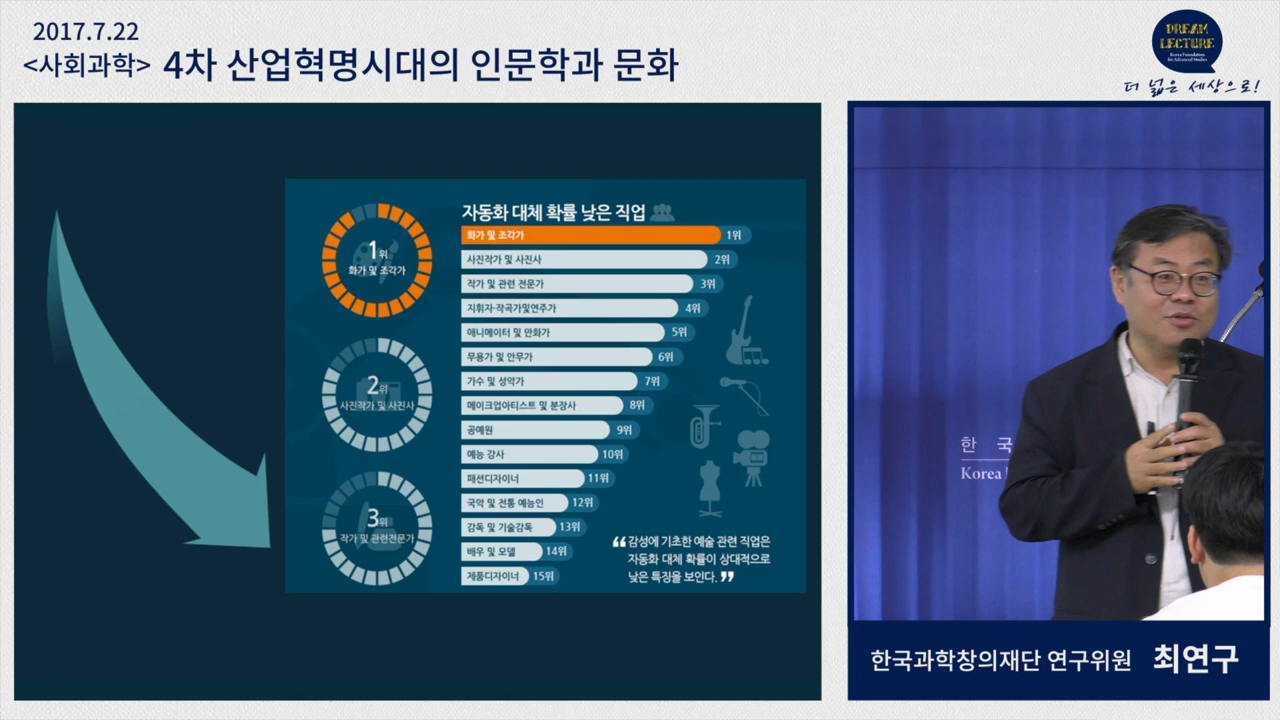 2017.7.22
<사회과학> 4차 산업혁명시대의 인문학과 문화
DREAM
LECTURE
Korea Foundation
for Advanced Studies
더 넓은 세상으로!
1위
화가 및 조각가
2위
사진작가 및 사진사
3위
작가 및 관련전문가
자동화 대체 확률 낮은 직업
화가 및 조각가 1위
사진작가 및 사진사 2위
작가 및 관련 전문가 3위
지휘자·작곡가및연주가 4위
애니메이터 및 만화가 5위
무용가 및 안무가 6위
가수 및 성악가 7위
메이크업아티스트 및 분장사 8위
공예원 9위
예능 강사 10위
패션디자이너 11위
국악 및 전통 예능인 12위
감독 및 기술감독 13위
배우 및 모델 14위
제품디자이너 15위
“감성에 기초한 예술 관련 직업은
자동화 대체 확률이 상대적으로
낮은 특징을 보인다.”
한 국
Korea
한국과학창의재단 연구위원 최연구